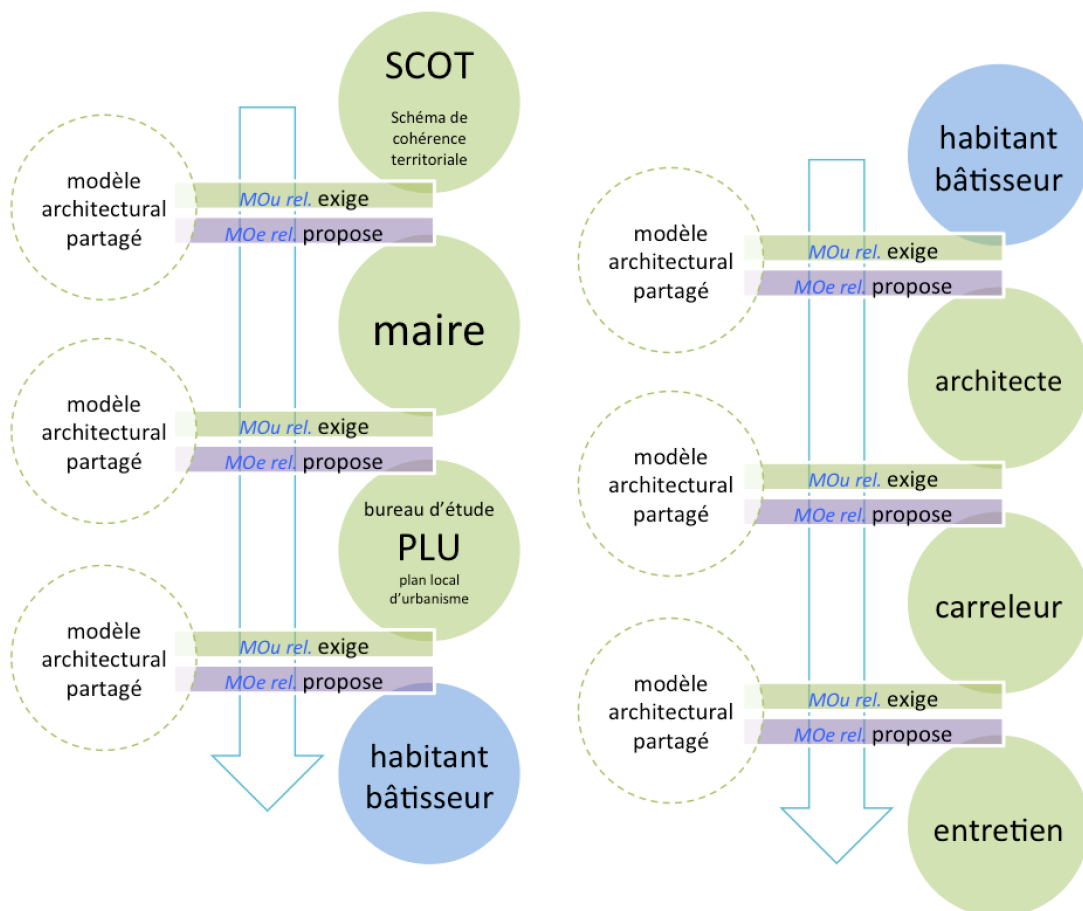 SCOT
Schéma de
cohérence
territoriale
modèle
architectural
partagé
MOu rel. exige
MOe rel. propose
maire
modèle
architectural
partagé
MOu rel. exige
MOe rel. propose
bureau d'étude
PLU
plan local
d'urbanisme
modèle
architectural
partagé
MOu rel. exige
MOe rel. propose
habitant
bâtisseur
habitant
bâtisseur
modèle
architectural
partagé
MOu rel. exige
MOe rel. propose
architecte
modèle
architectural
partagé
MOu rel. exige
MOe rel. propose
carreleur
modèle
architectural
partagé
MOu rel. exige
MOe rel. propose
entretien